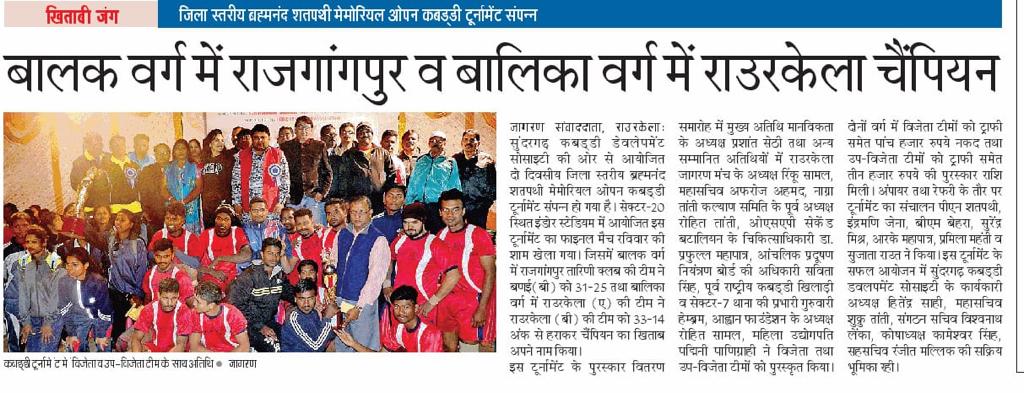 खिताबी जंग
जिला स्तरीय ब्रह्मनंद शतपथी मेमोरियल ओपन कबड्डी टूर्नामेंट संपन्न
बालक वर्ग में राजगांगपुर व बालिका वर्ग में राउरकेला चैंपियन
कबड्डी टूर्नामेंट में विजेता व उप-विजेता टीम के साथ अतिथि ● जागरण
जागरण संवाददाता, राउरकेला:
सुंदरगढ़ कबड्डी डेवलेपमेंट
सोसाइटी की ओर से आयोजित
दो दिवसीय जिला स्तरीय ब्रह्मनंद
शतपथी मेमोरियल ओपन कबड्डी
टूर्नामेंट संपन्न हो गया है। सेक्टर-20
स्थित इंडोर स्टेडियम में आयोजित इस
टूर्नामेंट का फाइनल मैच रविवार की
शाम खेला गया। जिसमें बालक वर्ग
में राजगांगपुर तारिणी क्लब की टीम ने
बणई (बी) को 31-25 तथा बालिका
वर्ग में राउरकेला (ए) की टीम ने
राउरकेला (बी) की टीम को 33-14
अंक से हराकर चैंपियन का खिताब
अपने नाम किया।
इस टूर्नामेंट के पुरस्कार वितरण
समारोह में मुख्य अतिथि मानविकता
के अध्यक्ष प्रशांत सेठी तथा अन्य
सम्मानित अतिथियों में राउरकेला
जागरण मंच के अध्यक्ष रिंकू सामल,
महासचिव अफरोज अहमद, नाग्रा
तांती कल्याण समिति के पूर्व अध्यक्ष
रोहित तांती, ओएसएपी सेकेंड
बटालियन के चिकित्साधिकारी डा.
प्रफुल्ल महापात्र, आंचलिक प्रदूषण
नियंत्रण बोर्ड की अधिकारी सविता
सिंह, पूर्व राष्ट्रीय कबड्डी खिलाड़ी
व सेक्टर-7 थाना की प्रभारी गुरुवारी
हेम्ब्रम, आह्वान फाउंडेशन के अध्यक्ष
रोहित सामल, महिला उद्योगपति
पद्मिनी पाणिग्राही ने विजेता तथा
उप-विजेता टीमों को पुरस्कृत किया।
दोनों वर्ग में विजेता टीमों को ट्राफी
समेत पांच हजार रुपये नकद तथा
उप-विजेता टीमों को ट्राफी समेत
तीन हजार रुपये की पुरस्कार राशि
मिली। अंपायर तथा रेफरी के तौर पर
टूर्नामेंट का संचालन पीएन शतपथी,
इंद्रमणि जेना, बीएम बेहरा, सुरेंद्र
मिश्र, आरके महापात्र, प्रमिला महंती व
सुजाता राउत ने किया। इस टूर्नामेंट के
सफल आयोजन में सुंदरगढ़ कबड्डी
डवलपमेंट सोसाइटी के कार्यकारी
अध्यक्ष हितेंद्र साही, महासचिव
शुक्रु तांती, संगठन सचिव विश्वनाथ
लेंका, कोषाध्यक्ष कामेश्वर सिंह,
सहसचिव रंजीत मल्लिक की सक्रिय
भूमिका रही।